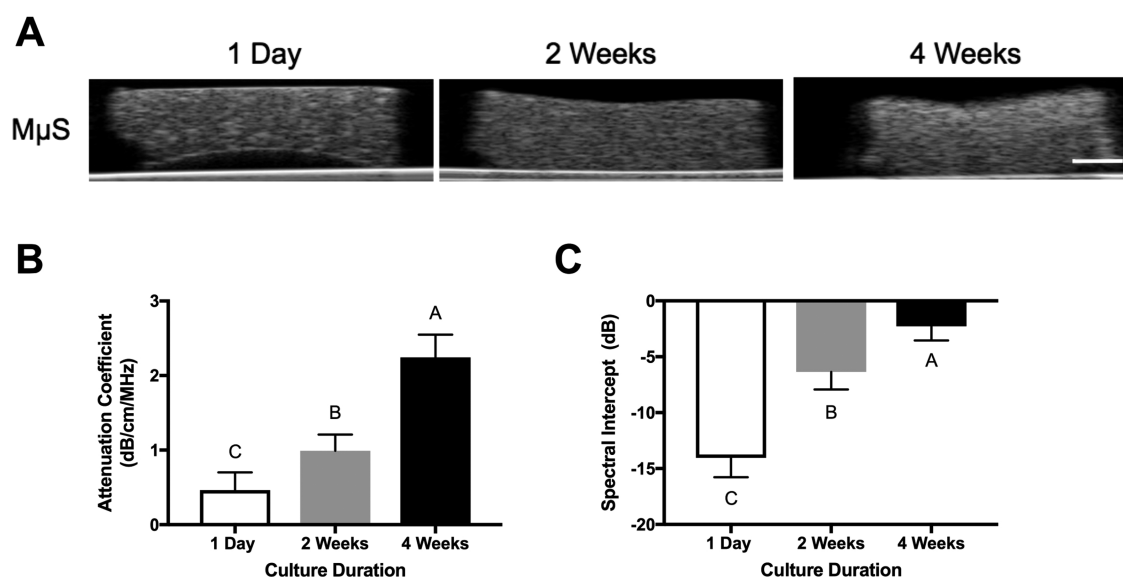 A
1 Day
2 Weeks
4 Weeks
MµS
B
Attenuation Coefficient
(dB/cm/MHz)
3
2
1
0
C
B
A
1 Day
2 Weeks
4 Weeks
Culture Duration
C
Spectral Intercept (dB)
0
-5
-10
-15
-20
C
B
A
1 Day
2 Weeks
4 Weeks
Culture Duration